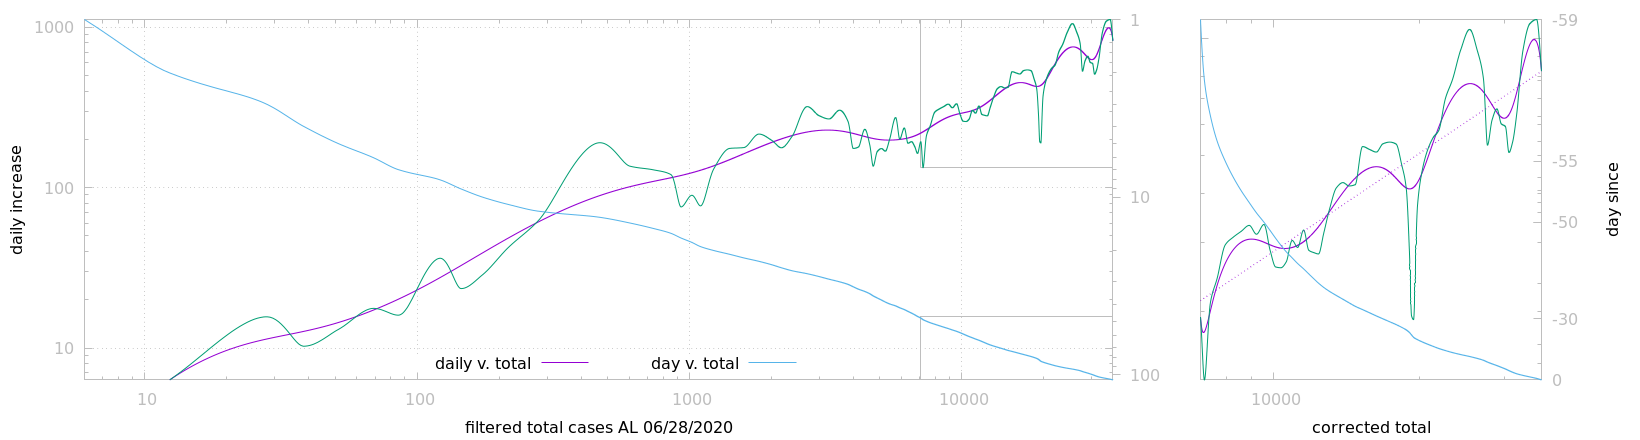 1000
100
10
daily increase
daily v. total
day v. total
10
100
1000
10000
filtered total cases AL 06/28/2020
1
10
100
10000
corrected total
-59
-55
-50
-30
0
day since